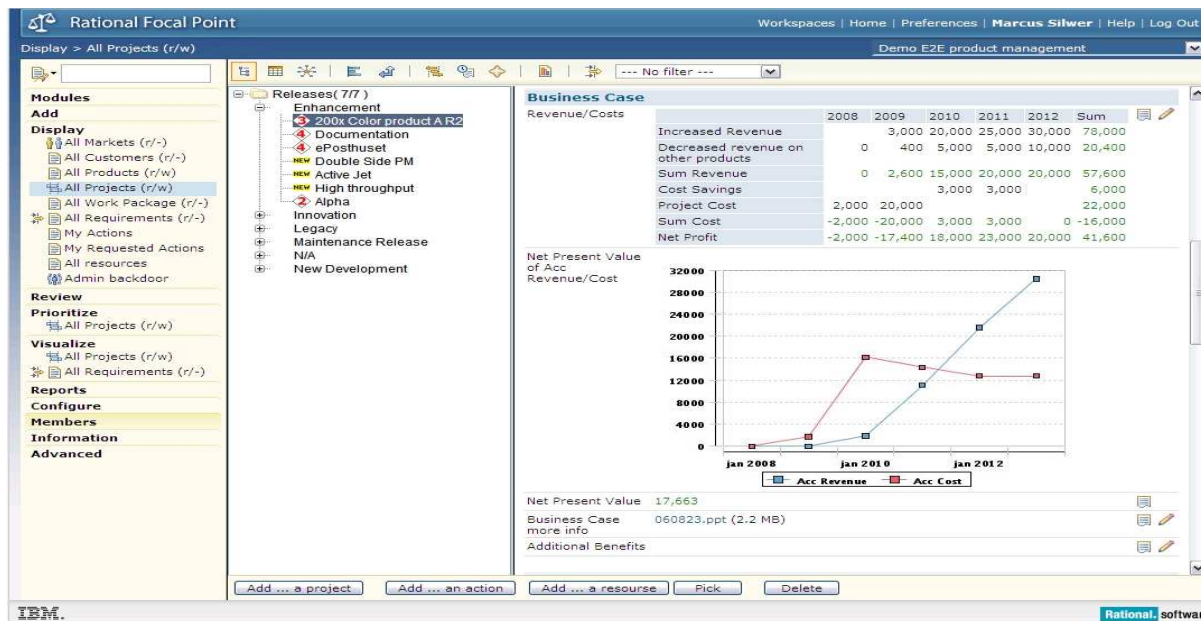 Rational Focal Point
Workspaces | Home | Preferences | Marcus Silwer | Help | Log Out
Display > All Projects (r/w)
Demo E2E product management
Modules
Add
Display
All Markets (r/-)
All Customers (r/-)
All Products (r/w)
All Projects (r/w)
All Work Package (r/-)
All Requirements (r/-)
My Actions
My Requested Actions
All resources
Admin backdoor
Review
Prioritize
All Projects (r/w)
Visualize
All Projects (r/w)
All Requirements (r/-)
Reports
Configure
Members
Information
Advanced
--- No filter ---
Releases( 7/7 )
Enhancement
3 200x Color product A R2
4 Documentation
4 ePosthuset
NEW Double Side PM
NEW Active Jet
NEW High throughput
2 Alpha
Innovation
Legacy
Maintenance Release
N/A
New Development
Business Case
Revenue/Costs
2008 2009 2010 2011 2012 Sum
Increased Revenue 3,000 20,000 25,000 30,000 78,000
Decreased revenue on other products 0 400 5,000 5,000 10,000 20,400
Sum Revenue 0 2,600 15,000 20,000 20,000 57,600
Cost Savings 3,000 3,000 6,000
Project Cost 2,000 20,000 22,000
Sum Cost -2,000 -20,000 3,000 3,000 0 -16,000
Net Profit -2,000 -17,400 18,000 23,000 20,000 41,600
Net Present Value
of Acc
Revenue/Cost
32000
28000
24000
20000
16000
12000
8000
4000
0
jan 2008 jan 2010 jan 2012
Acc Revenue Acc Cost
Net Present Value 17,663
Business Case
more info
060823.ppt (2.2 MB)
Additional Benefits
Add ... a project Add ... an action Add ... a resourse Pick Delete
IBM.
Rational. softwar